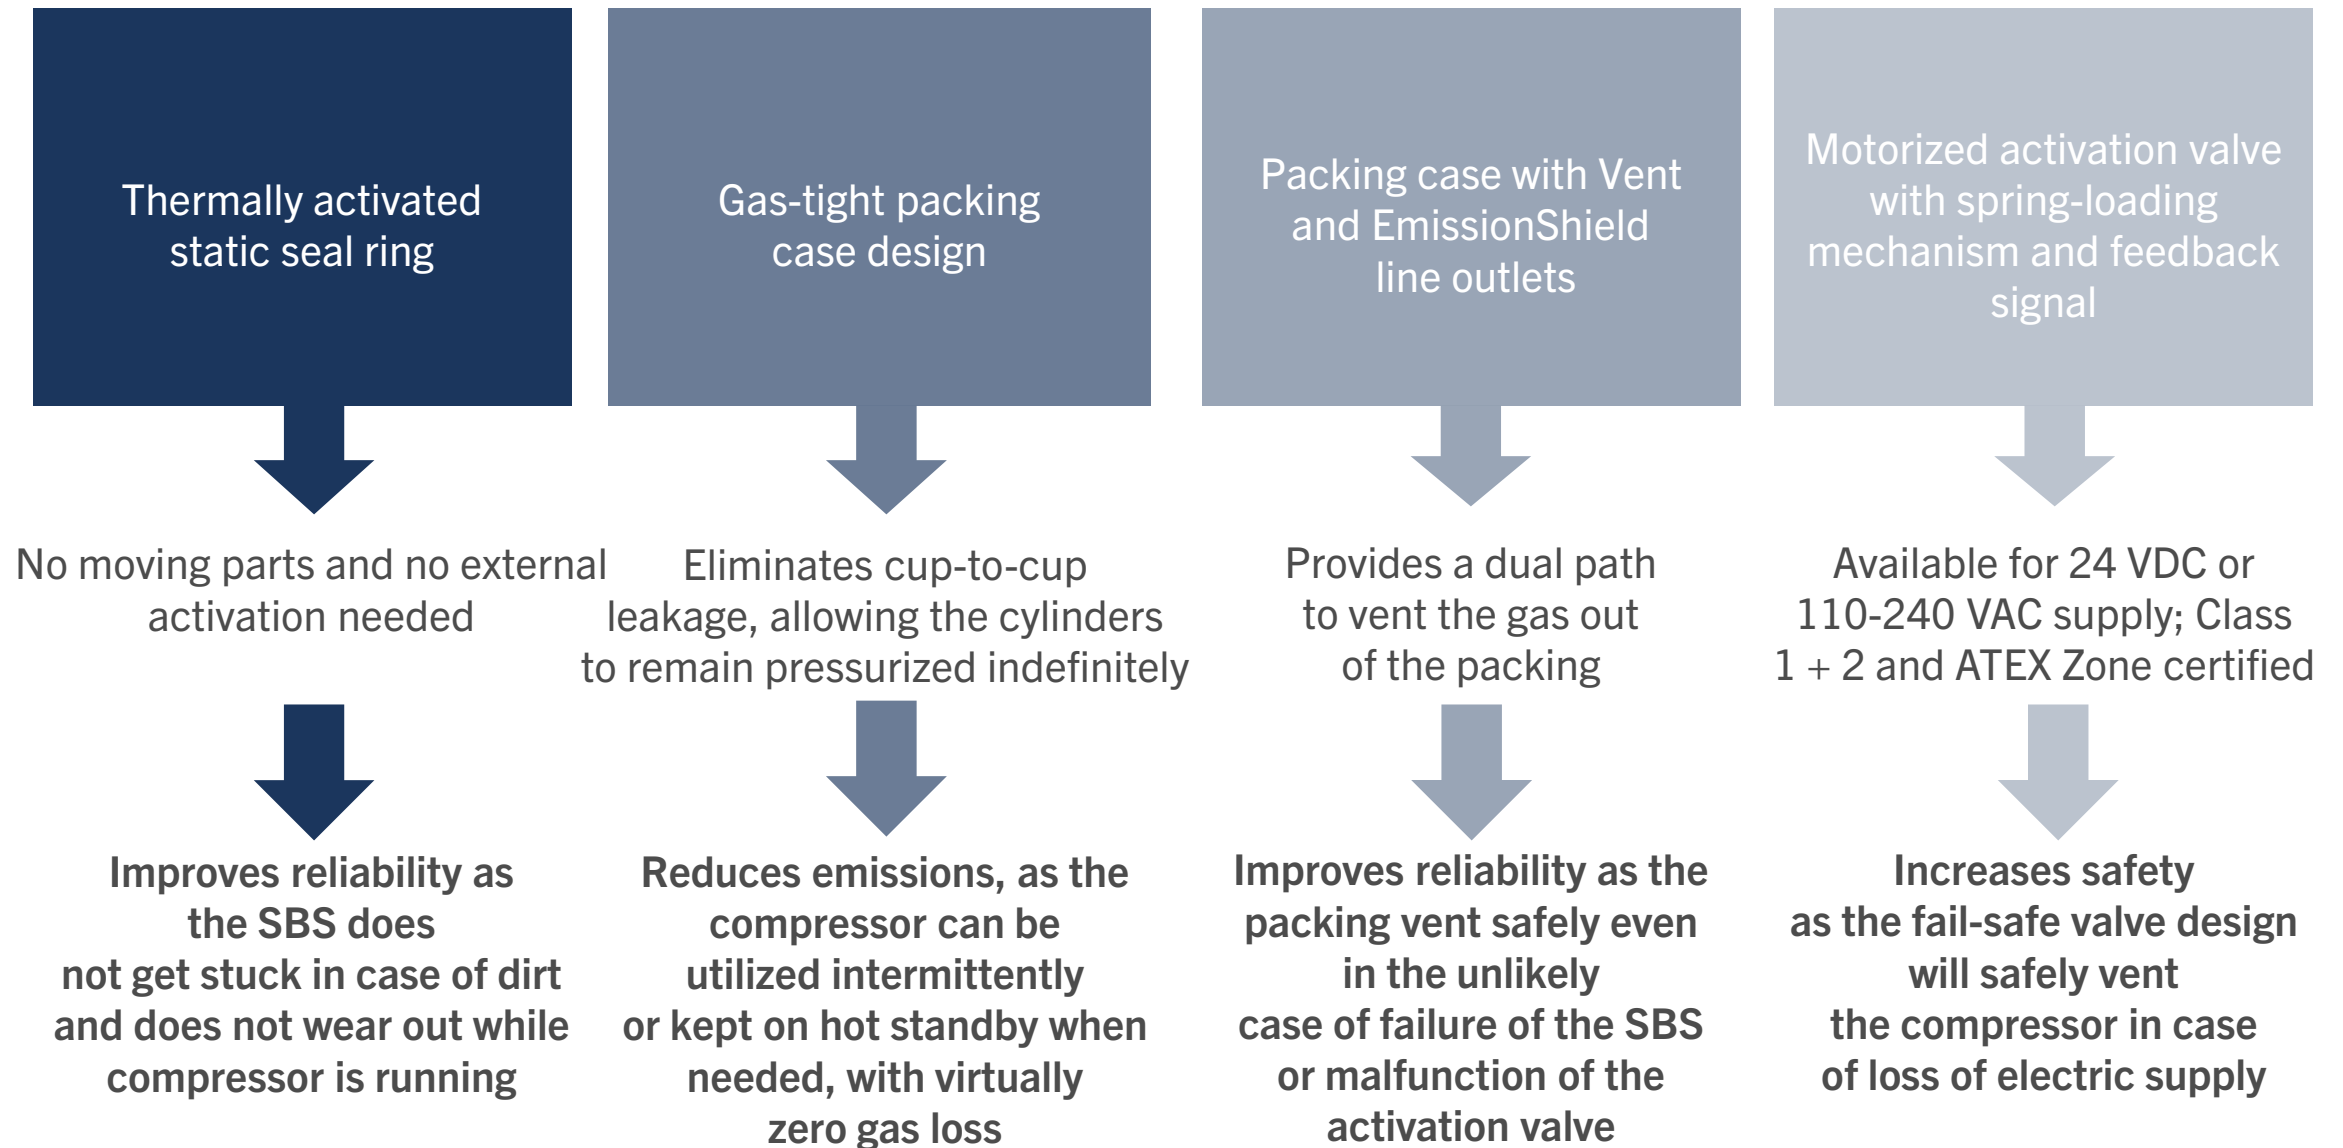 Thermally activated
static seal ring
No moving parts and no external
activation needed
Improves reliability as
the SBS does
not get stuck in case of dirt
and does not wear out while
compressor is running
Gas-tight packing
case design
Eliminates cup-to-cup
leakage, allowing the cylinders
to remain pressurized indefinitely
Reduces emissions, as the
compressor can be
utilized intermittently
or kept on hot standby when
needed, with virtually
zero gas loss
Packing case with Vent
and EmissionShield
line outlets
Provides a dual path
to vent the gas out
of the packing
Improves reliability as the
packing vent safely even
in the unlikely
case of failure of the SBS
or malfunction of the
activation valve
Motorized activation valve
with spring-loading
mechanism and feedback
signal
Available for 24 VDC or
110-240 VAC supply; Class
1 + 2 and ATEX Zone certified
Increases safety
as the fail-safe valve design
will safely vent
the compressor in case
of loss of electric supply